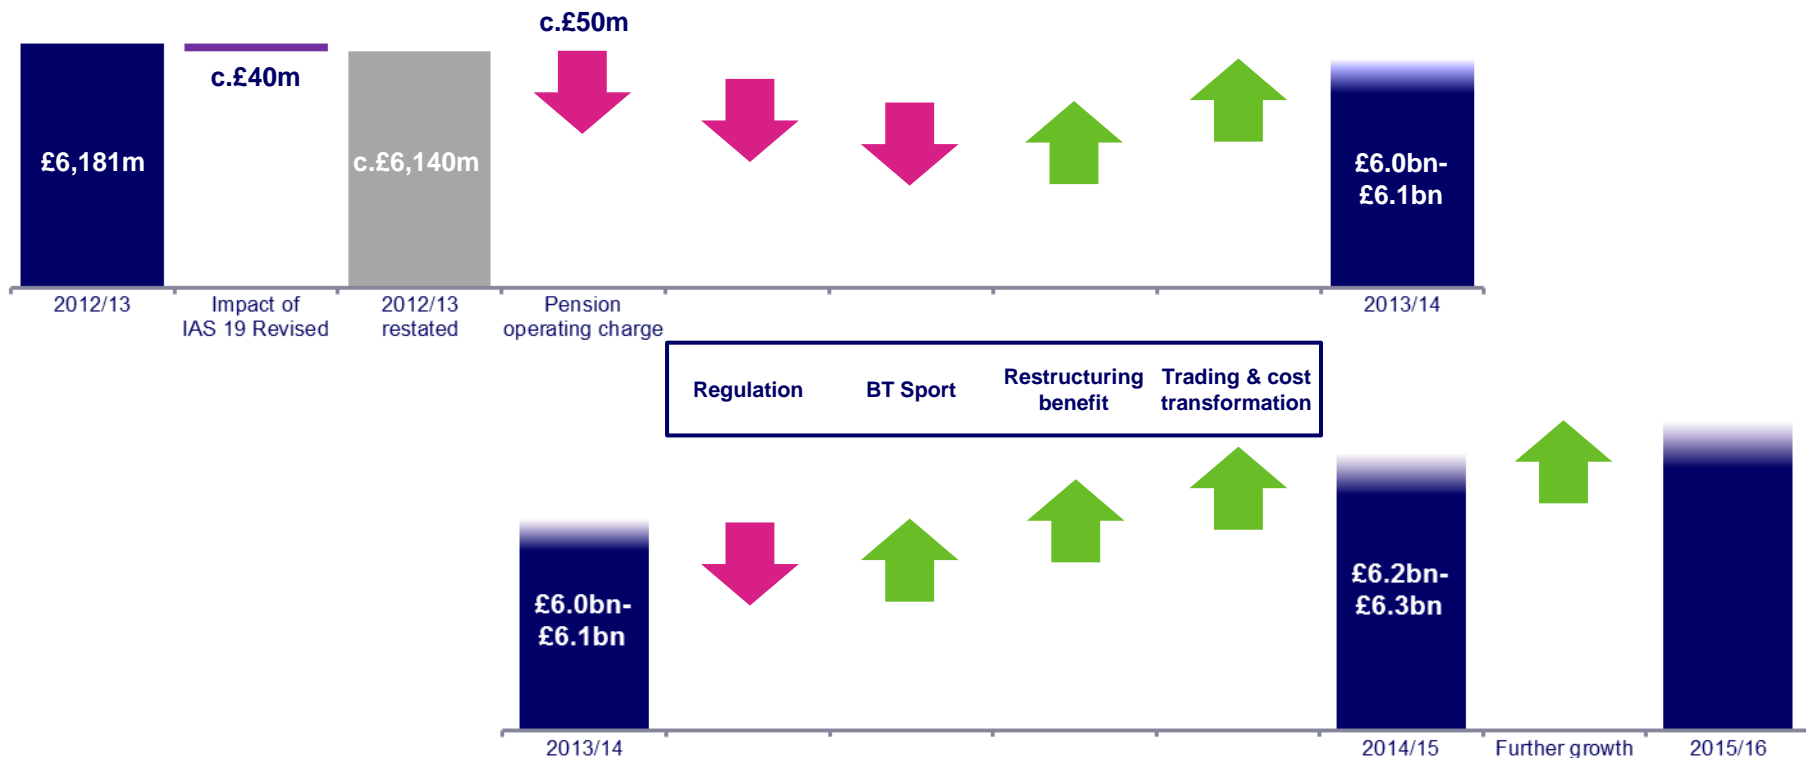 c.£50m
c.£40m
£6,181m
c.£6,140m
£6.0bn-
£6.1bn
2012/13
Impact of
IAS 19 Revised
2012/13
restated
Pension
operating charge
2013/14
Regulation
BT Sport
Restructuring
benefit
Trading & cost
transformation
£6.0bn-
£6.1bn
£6.2bn-
£6.3bn
2013/14
2014/15
Further growth
2015/16